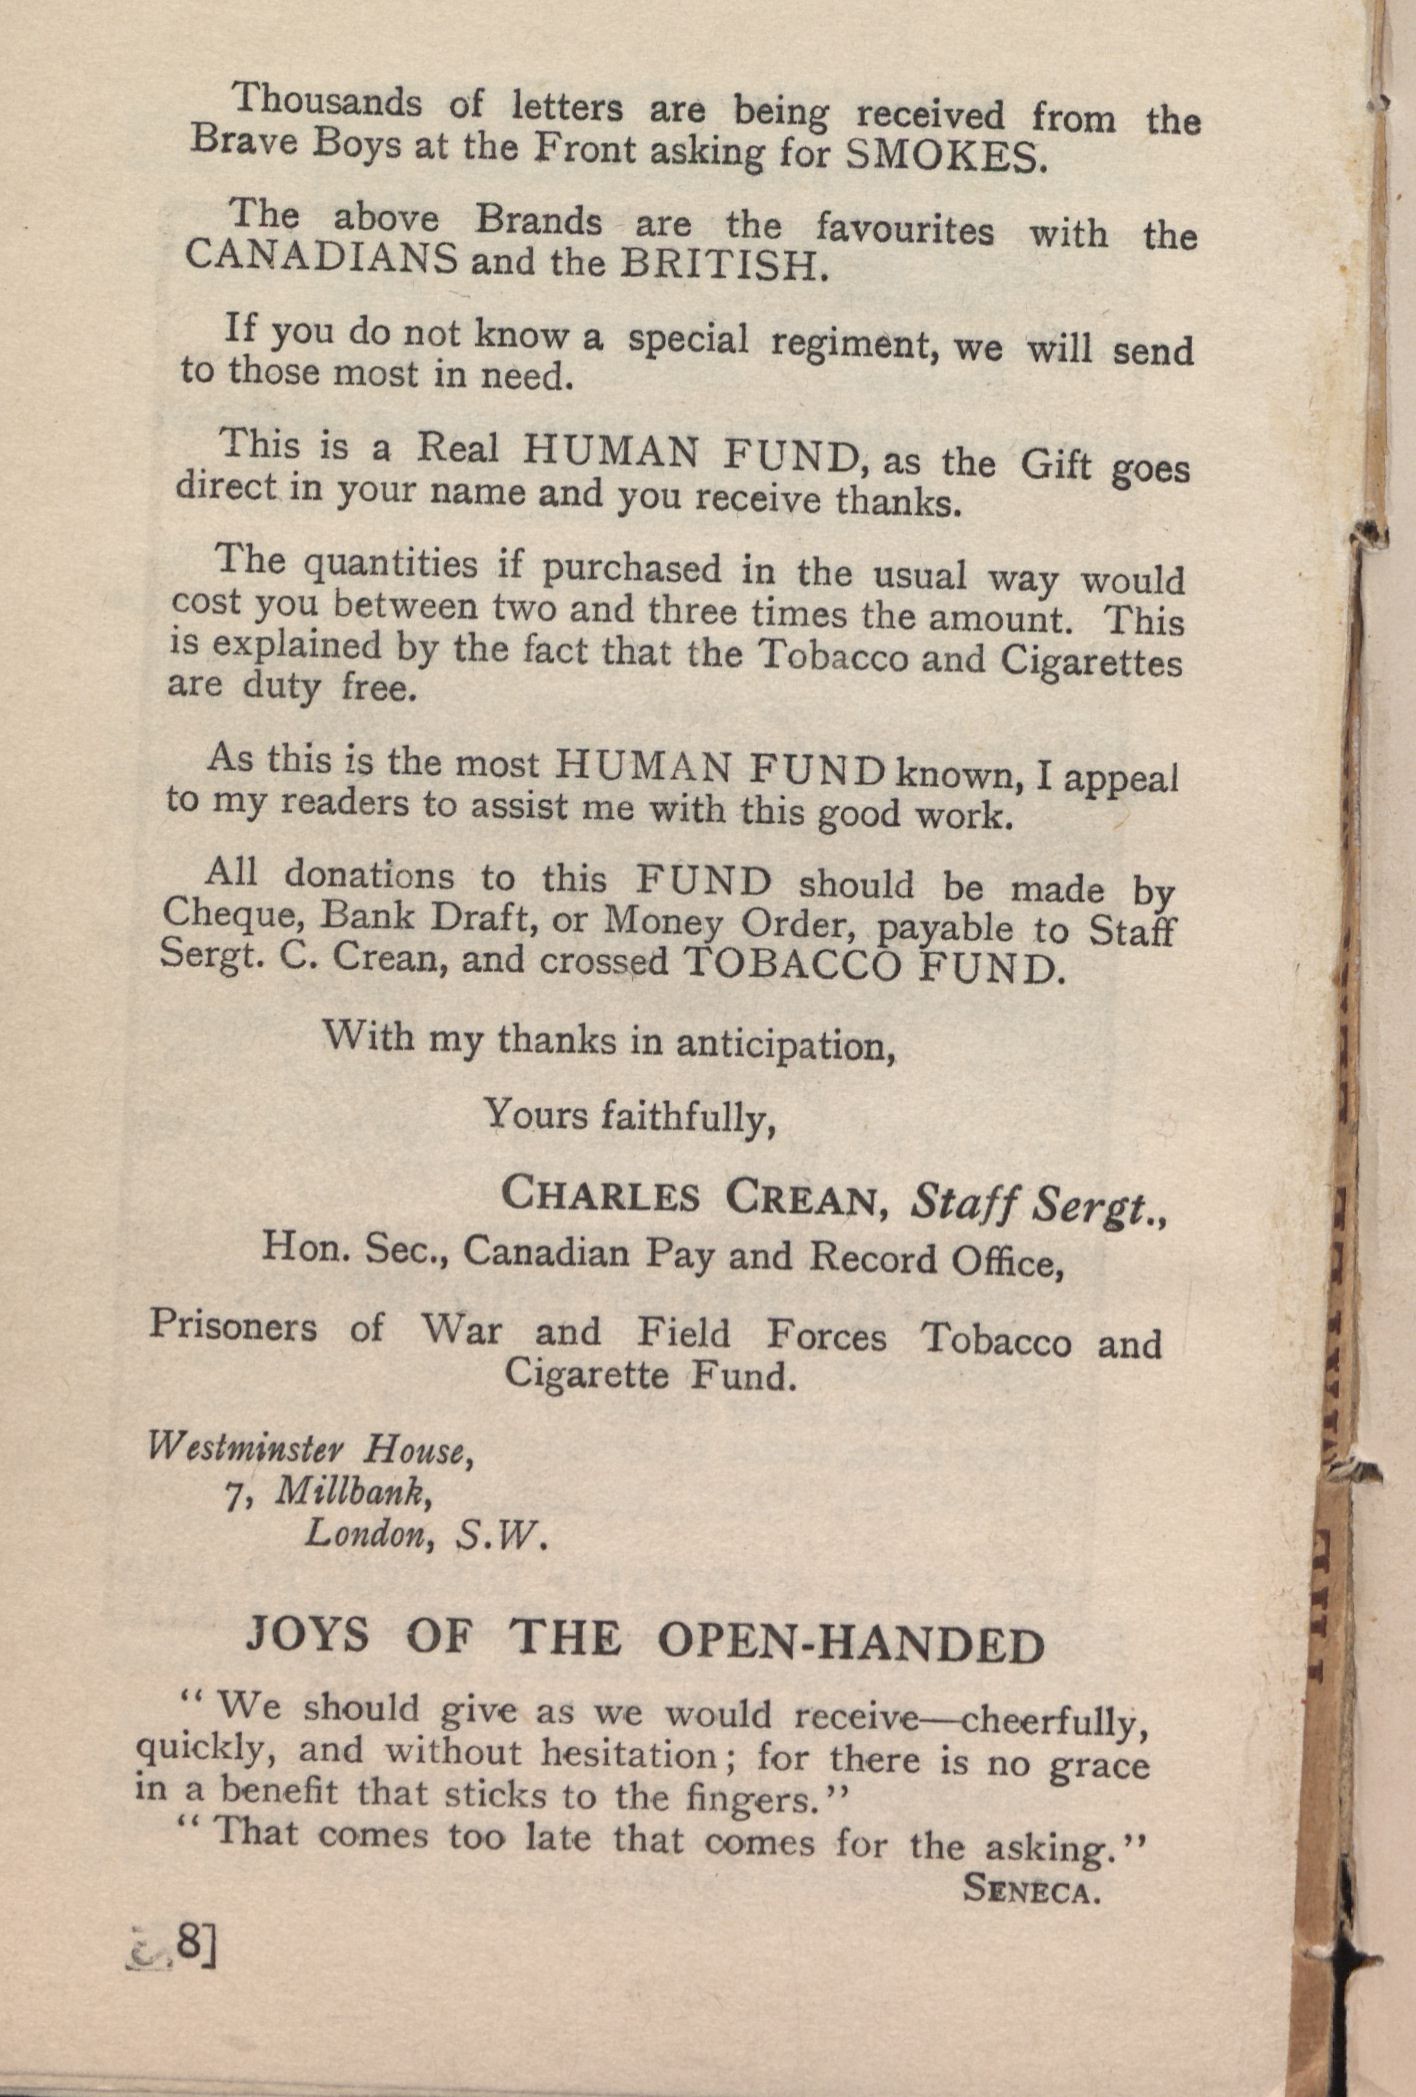 Thousands of letters are being received from the
Brave Boys at the Front asking for SMOKES.
The above Brands are the favourites with the
CANADIANS and the BRITISH.
If you do not know a special regiment, we will send
to those most in need.
This is a Real HUMAN FUND, as the Gift goes
direct in your name and you receive thanks.
The quantities if purchased in the usual way would
cost you between two and three times the amount. This
is explained by the fact that the Tobacco and Cigarettes
are duty free.
As this is the most HUMAN FUND known, I appeal
to my readers to assist me with this good work.
All donations to this FUND should be made by
Cheque, Bank Draft, or Money Order, payable to Staff
Sergt. C. Crean, and crossed TOBACCO FUND.
With my thanks in anticipation,
Yours faithfully,
CHARLES CREAN, Staff Sergt.,
Hon. Sec., Canadian Pay and Record Office,
Prisoners of War and Field Forces Tobacco and
Cigarette Fund.
Westminster House,
7, Millbank,
London, S.W.
JOYS OF THE OPEN-HANDED
“ We should give as we would receive—cheerfully,
quickly, and without hesitation; for there is no grace
in a benefit that sticks to the fingers.”
“ That comes too late that comes for the asking.”
SENECA.
8]